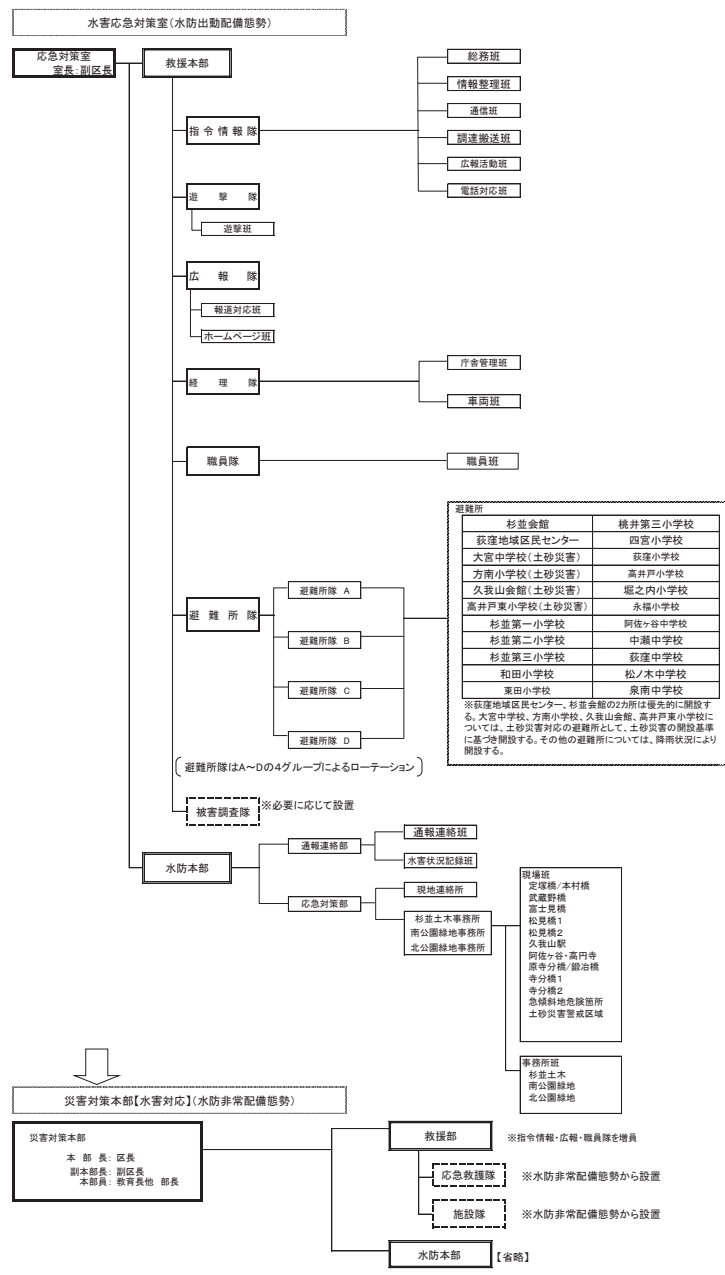 水害応急対策室(水防出動配備態勢)
応急対策室
室長:副区長
救援本部
指令情報隊
総務班
情報整理班
通信班
調達搬送班
広報活動班
電話対応班
遊撃隊
遊撃班
広報隊
報道対応班
ホームページ班
経理隊
庁舎管理班
車両班
職員隊
職員班
避難所隊
避難所隊 A
避難所隊 B
避難所隊 C
避難所隊 D
(避難所隊はA~Dの4グループによるローテーション)
避難所
杉並会館 桃井第三小学校
荻窪地域区民センター 四宮小学校
大宮中学校(土砂災害) 荻窪小学校
方南小学校(土砂災害) 高井戸小学校
久我山会館(土砂災害) 堀之内小学校
高井戸東小学校(土砂災害) 永福小学校
杉並第一小学校 阿佐ヶ谷中学校
杉並第二小学校 中瀬中学校
杉並第三小学校 荻窪中学校
和田小学校 松ノ木中学校
東田小学校 泉南中学校
※荻窪地域区民センター、杉並会館の2カ所は優先的に開設す
る。大宮中学校、方南小学校、久我山会館、高井戸東小学校に
ついては、土砂災害対応の避難所として、土砂災害の開設基準
に基づき開設する。その他の避難所については、降雨状況により
開設する。
被害調査隊
※必要に応じて設置
水防本部
通報連絡部
通報連絡班
水害状況記録班
応急対策部
現地連絡所
杉並土木事務所
南公園緑地事務所
北公園緑地事務所
現場班
定塚橋/本村橋
武蔵野橋
富士見橋
松見橋1
松見橋2
久我山駅
阿佐ヶ谷・高円寺
原寺分橋/鍛冶橋
寺分橋1
寺分橋2
急傾斜地危険箇所
土砂災害警戒区域
事務所班
杉並土木
南公園緑地
北公園緑地
災害対策本部【水害対応】(水防非常配備態勢)
災害対策本部
本部長:区長
副本部長:副区長
本部員:教育長他 部長
救援部
※指令情報・広報・職員隊を増員
応急救護隊
※水防非常配備態勢から設置
施設隊
※水防非常配備態勢から設置
水防本部
【省略】